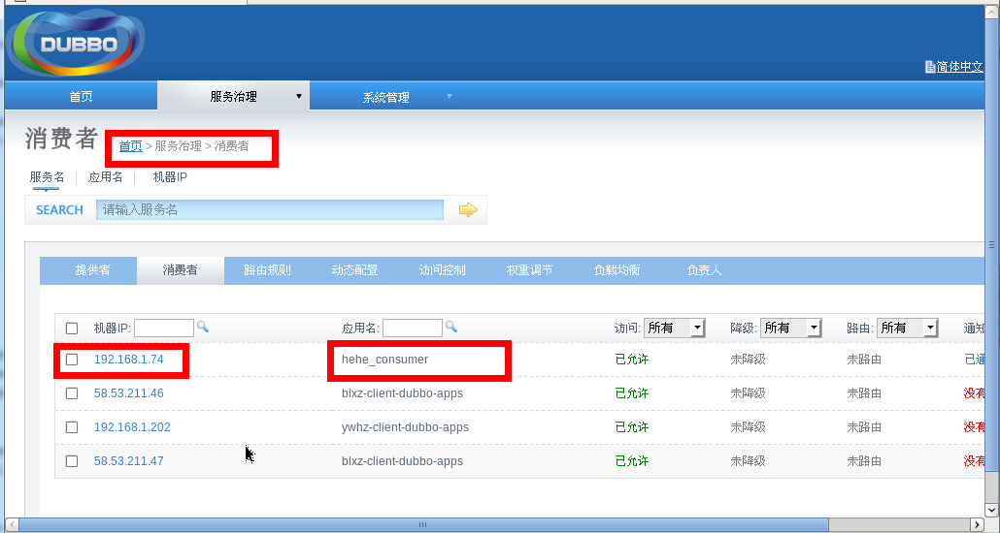 DUBBO
简体中文
首页 服务治理 系统管理
消费者 首页 > 服务治理 > 消费者
服务名 | 应用名 | 机器IP
SEARCH 请输入服务名
提供者 消费者 路由规则 动态配置 访问控制 权重调节 负载均衡 负责人
机器IP: 应用名: 访问: 所有 降级: 所有 路由: 所有 通知
192.168.1.74 hehe_consumer 已允许 未降级 未路由 已通
58.53.211.46 blxz-client-dubbo-apps 已允许 未降级 未路由 没有
192.168.1.202 ywhz-client-dubbo-apps 已允许 未降级 未路由 没有
58.53.211.47 blxz-client-dubbo-apps 已允许 未降级 未路由 没有